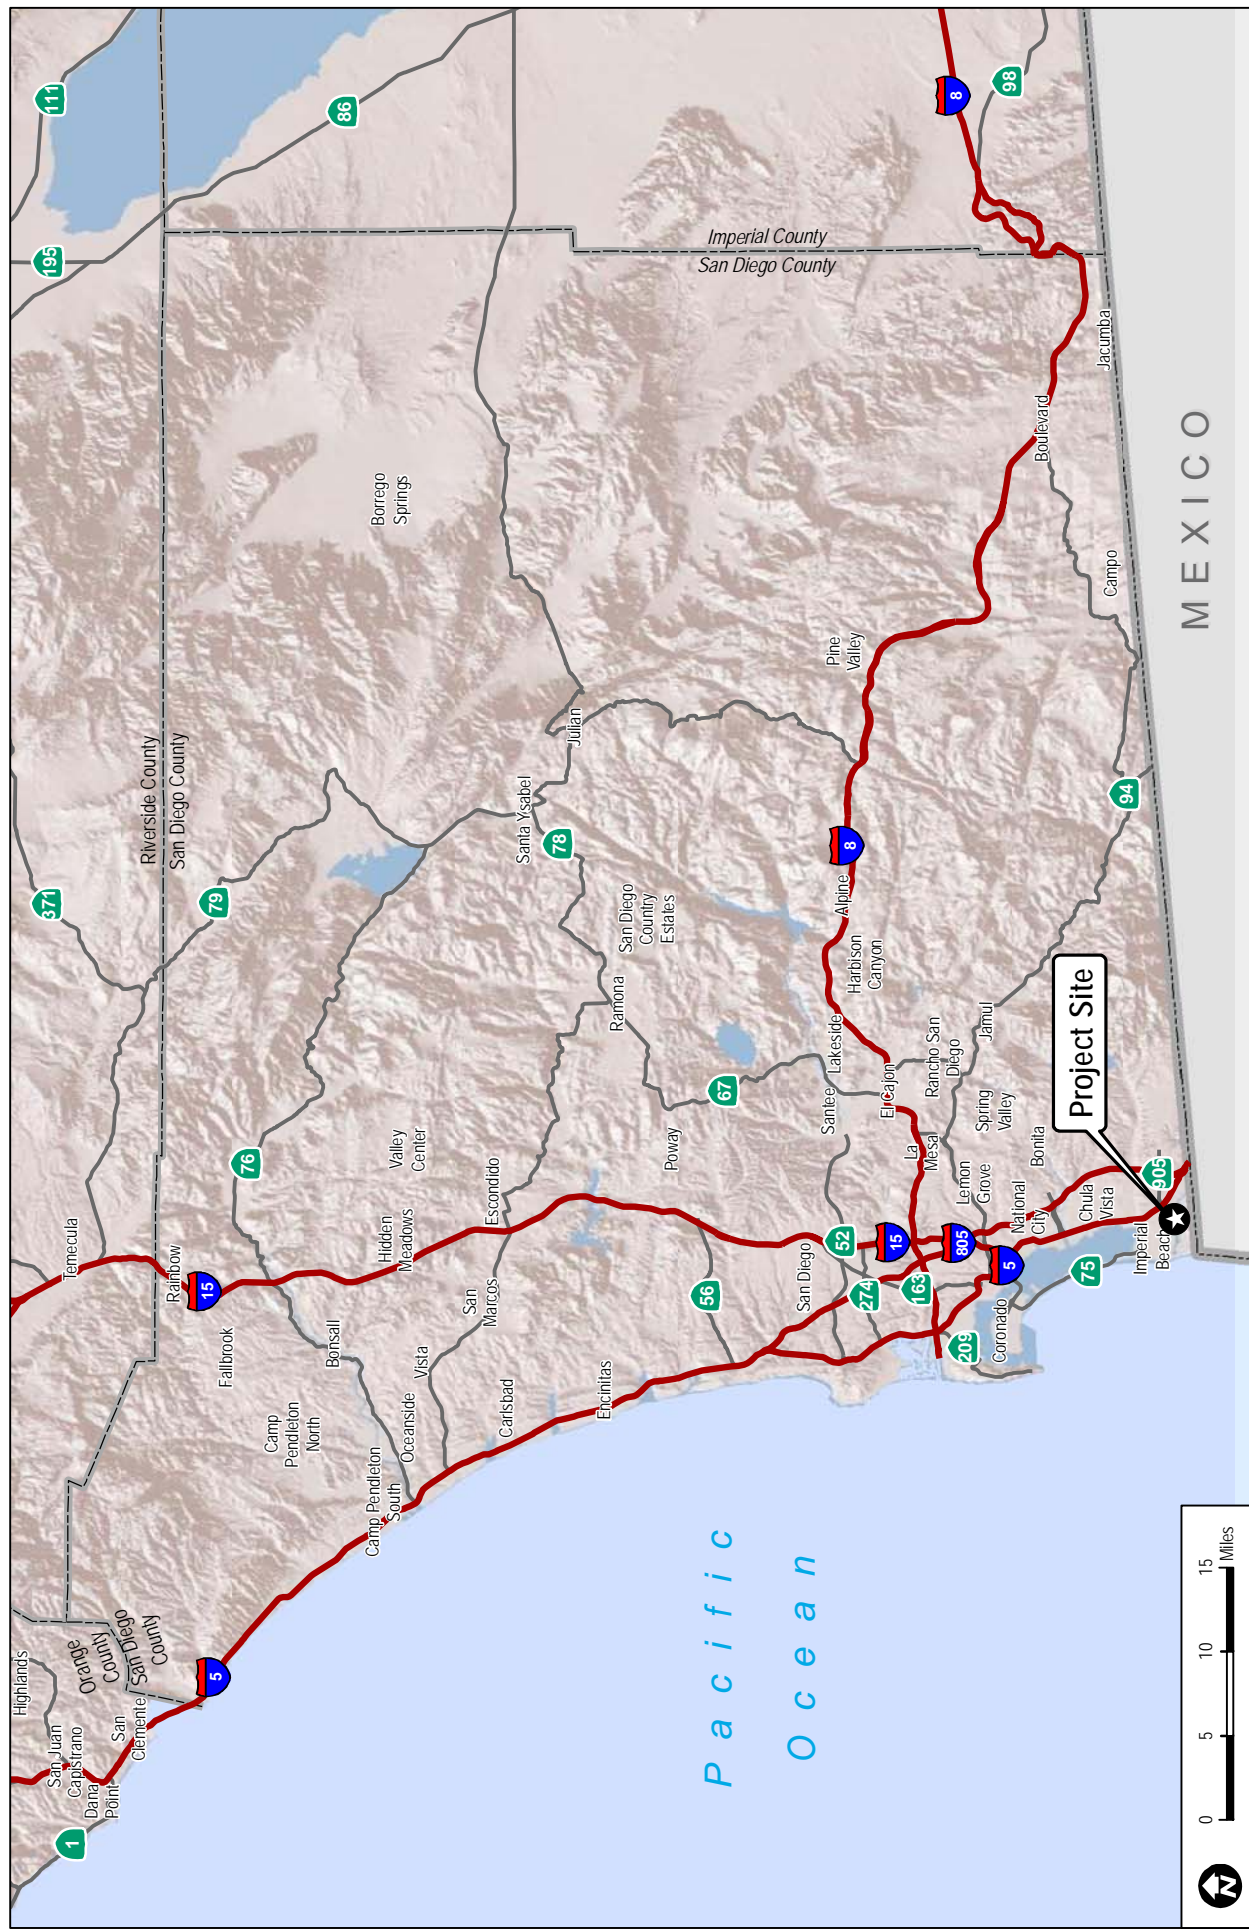 Highlands
San Juan
Capistrano
Dana
Point
San
Clemente
1
Orange
County
San Diego
County
5
Temecula
371
195
111
86
Riverside County
San Diego County
79
Rainbow
15
Fallbrook
76
Camp
Pendleton
North
Bonsall
Hidden
Meadows
Valley
Center
Borrego
Springs
Camp Pendleton
South
Oceanside
Vista
San
Marcos
Escondido
Carlsbad
Encinitas
Santa Ysabel
78
Julian
Ramona
San Diego
Country
Estates
Imperial County
San Diego County
Poway
67
56
San Diego
52
Santee
Lakeside
Harbison
Canyon
Alpine
8
Pine
Valley
8
98
274
15
163
La
Mesa
El Cajon
Rancho San
Diego
Jamul
805
209
Lemon
Grove
Spring
Valley
5
Coronado
National
City
Bonita
75
Chula
Vista
Imperial
Beach
905
Project Site
94
Campo
Boulevard
Jacumba
MEXICO
Pacific
Ocean
N
0
5
10
15
Miles